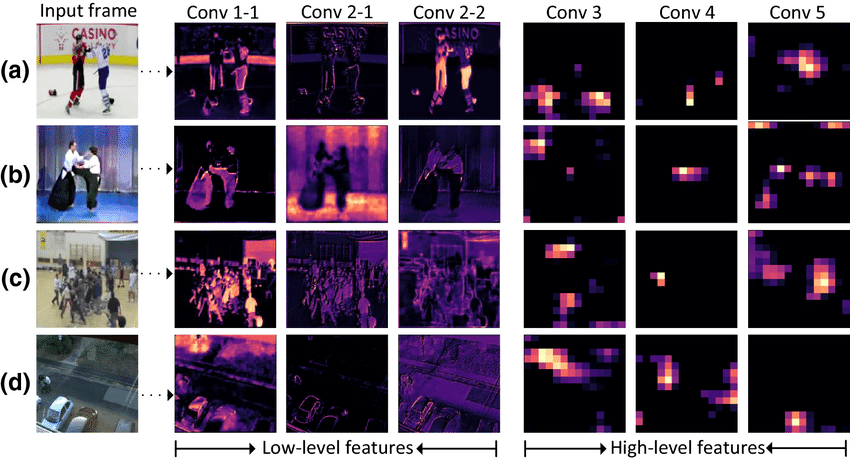 Input frame Conv 1-1 Conv 2-1 Conv 2-2 Conv 3 Conv 4 Conv 5
(a)
CASINO
CASINO
(b)
(c)
(d)
Low-level features High-level features